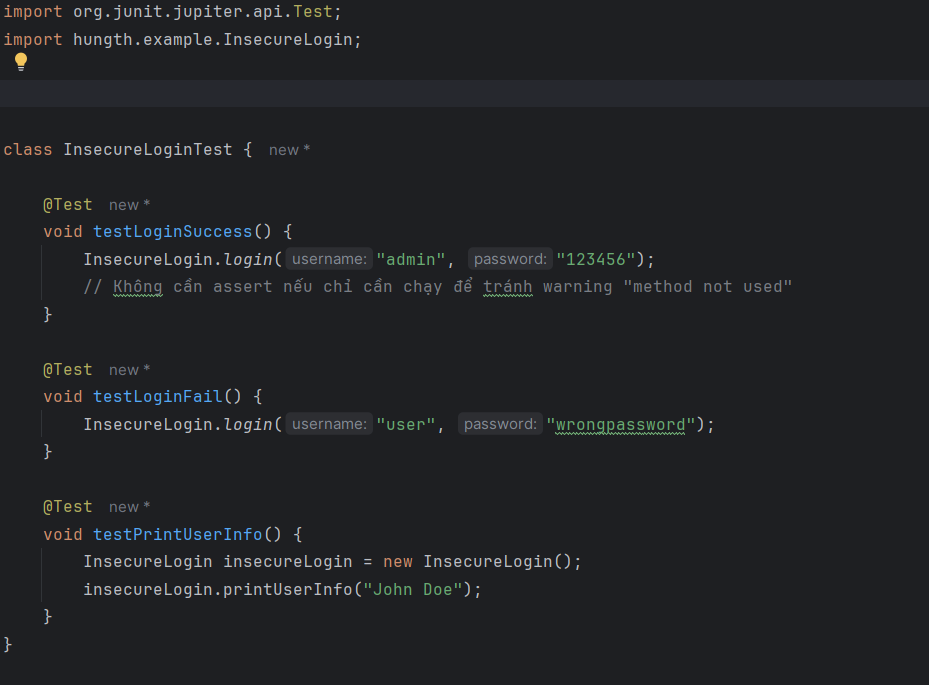 import org.junit.jupiter.api.Test;
import hungth.example.InsecureLogin;
class InsecureLoginTest { new *
@Test new *
void testLoginSuccess() {
InsecureLogin.login( username: "admin", password: "123456");
// Không cần assert nếu chỉ cần chạy để tránh warning "method not used"
}
@Test new *
void testLoginFail() {
InsecureLogin.login( username: "user", password: "wrongpassword");
}
@Test new *
void testPrintUserInfo() {
InsecureLogin insecureLogin = new InsecureLogin();
insecureLogin.printUserInfo("John Doe");
}
}